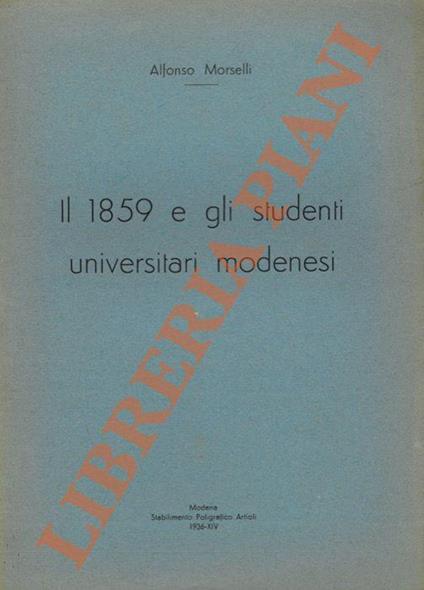 Alfonso Morselli
Il 1859 e gli studenti
universitari modenesi
LIBRERIA PIANI
Modena
Stabilimento Poligrafico Artioli
1936-XIV